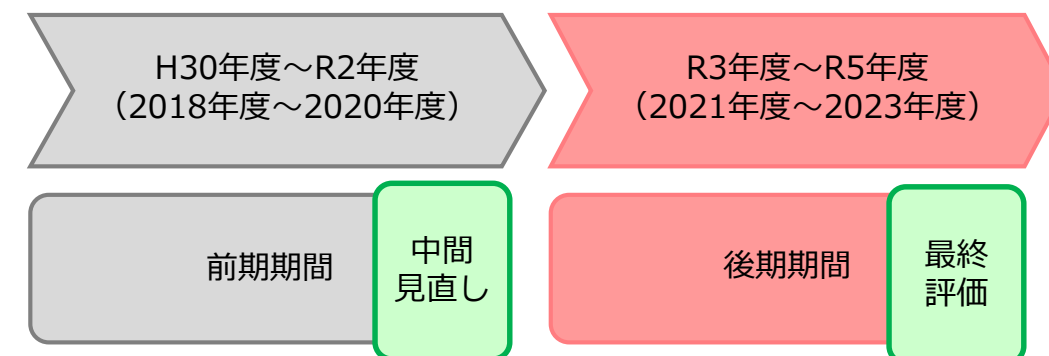 H30年度～R2年度
（2018年度～2020年度）
R3年度～R5年度
（2021年度～2023年度）
前期期間
中間
見直し
後期期間
最終
評価